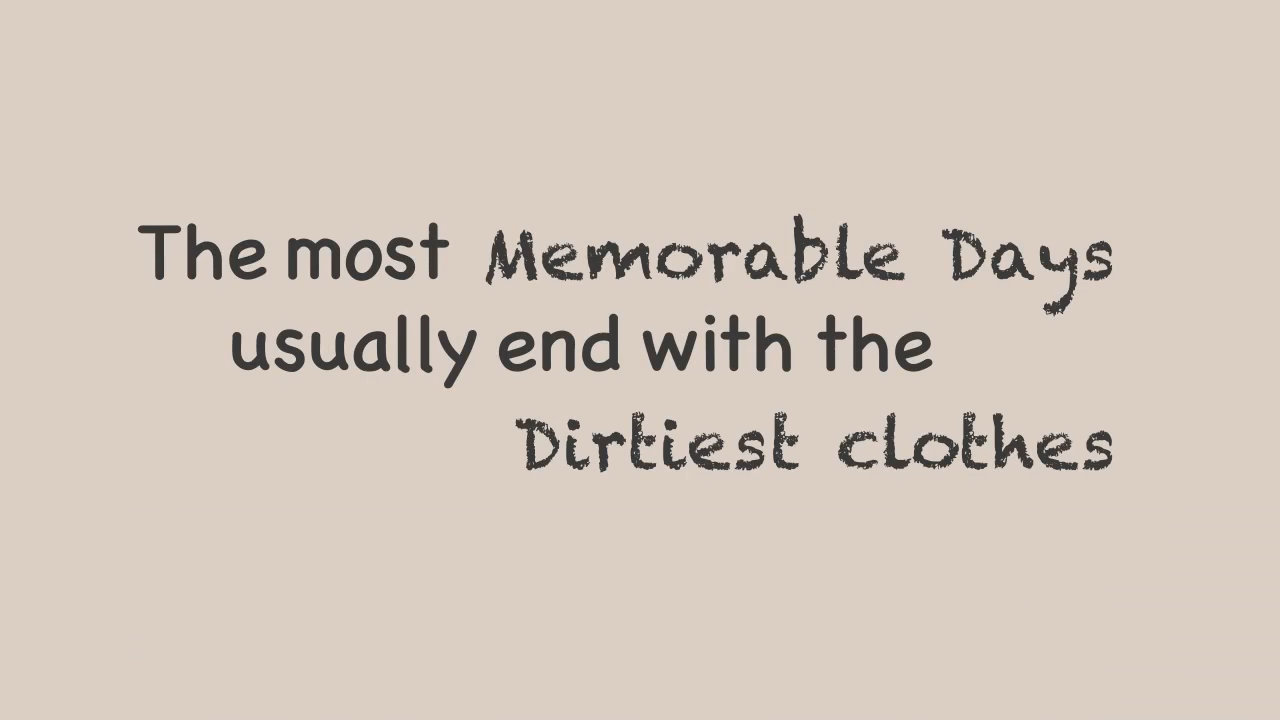 The most Memorable Days
usually end with the
Dirtiest clothes